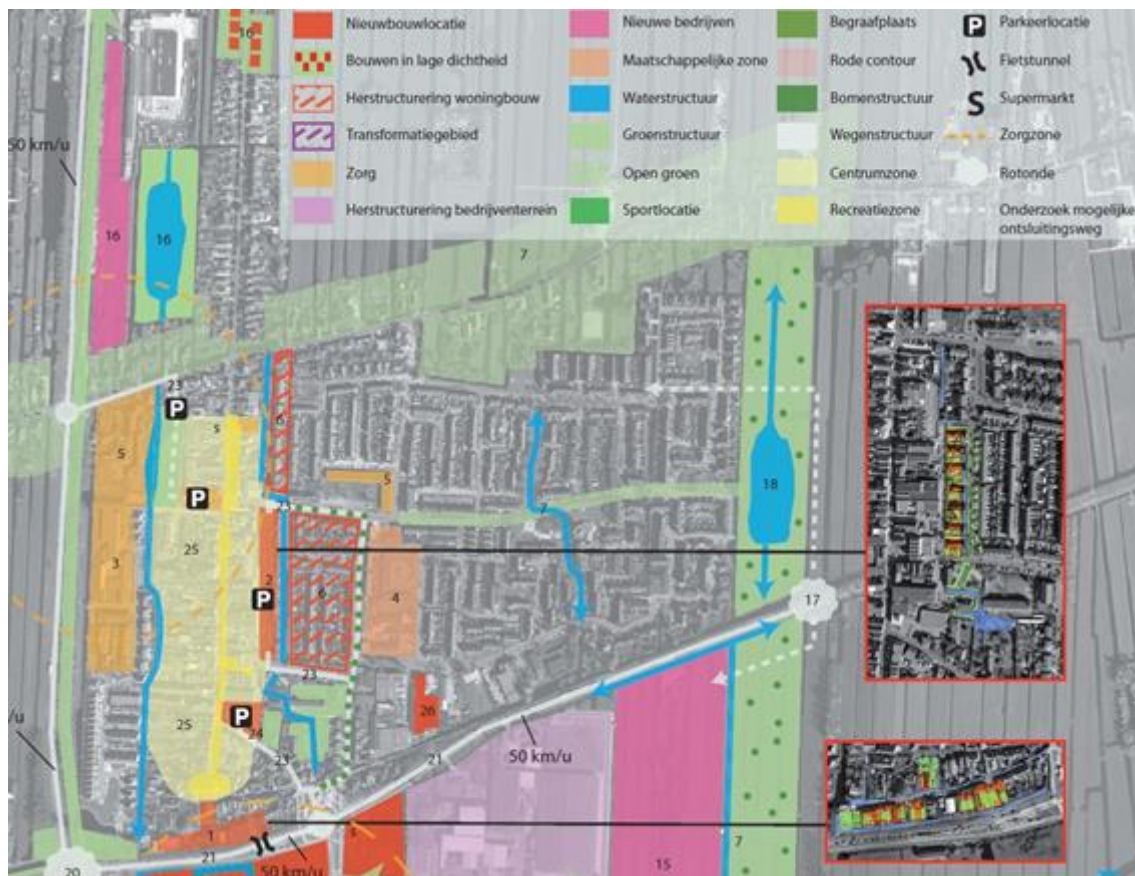 Nieuwbouwlocatie
Bouwen in lage dichtheid
Herstructurering woningbouw
Transformatiegebied
Zorg
Herstructurering bedrijventerrein
Nieuwe bedrijven
Maatschappelijke zone
Waterstructuur
Groenstructuur
Open groen
Sportlocatie
Begraafplaats
Rode contour
Bomenstructuur
Wegenstructuur
Centrumzone
Recreatiezone
P Parkeerlocatie
Fietstunnel
S Supermarkt
Zorgzone
Rotonde
Onderzoek mogelijke
ontsluitingsweg
16
50 km/u
16
16
7
23
P
5
s
6
5
P
23
7
18
25
3
2
6
4
P
17
23
25
P
24
26
23
50 km/u
21
1
s
21
50 km/u
20
15
7
/u